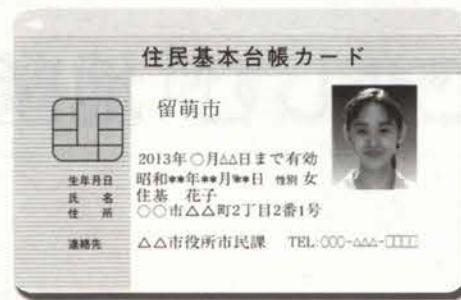 住民基本台帳カード
留萌市
2013年○月△△日まで有効
生年月日 昭和**年**月**日 性別 女
氏名 住基 花子
住所 ○○市△△町2丁目2番1号
連絡先 △△市役所市民課 TEL:○○○-△△△-□□□□